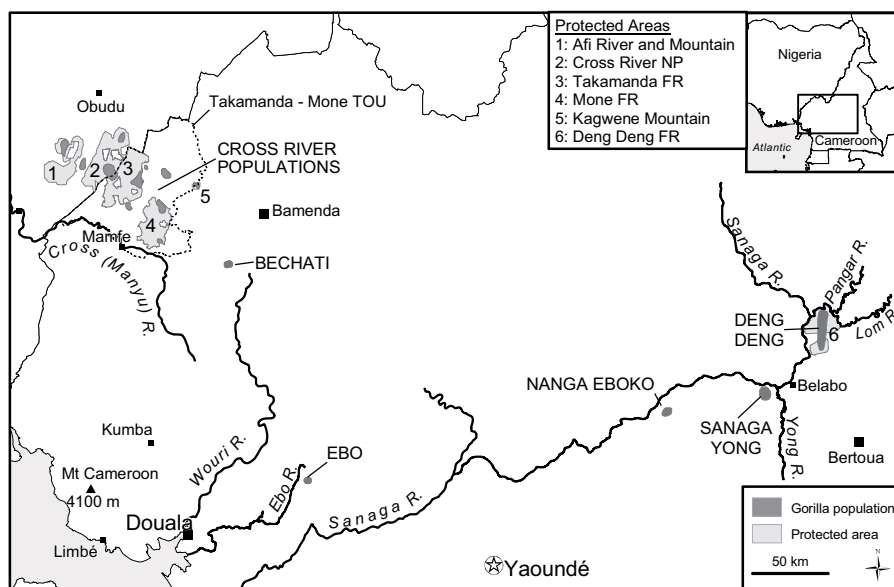 Protected Areas
1: Afi River and Mountain
2: Cross River NP
3: Takamanda FR
4: Mone FR
5: Kagwene Mountain
6: Deng Deng FR
Nigeria
Cameroon
Atlantic
Obudu
Takamanda - Mone TOU
CROSS RIVER
POPULATIONS
1
2
3
4
5
Bamenda
Mamfe
Cross (Manyu) R.
BECHATI
Sanaga R.
Pangar R.
Lom R.
DENG
DENG
6
Belabo
NANGA EBOKO
SANAGA
YONG
Yong R.
Bertoua
Kumba
Wouri R.
EBO
Ebo R.
Mt Cameroon
4100 m
Sanaga R.
Douala
Limbé
Yaoundé
Gorilla population
Protected area
50 km
N